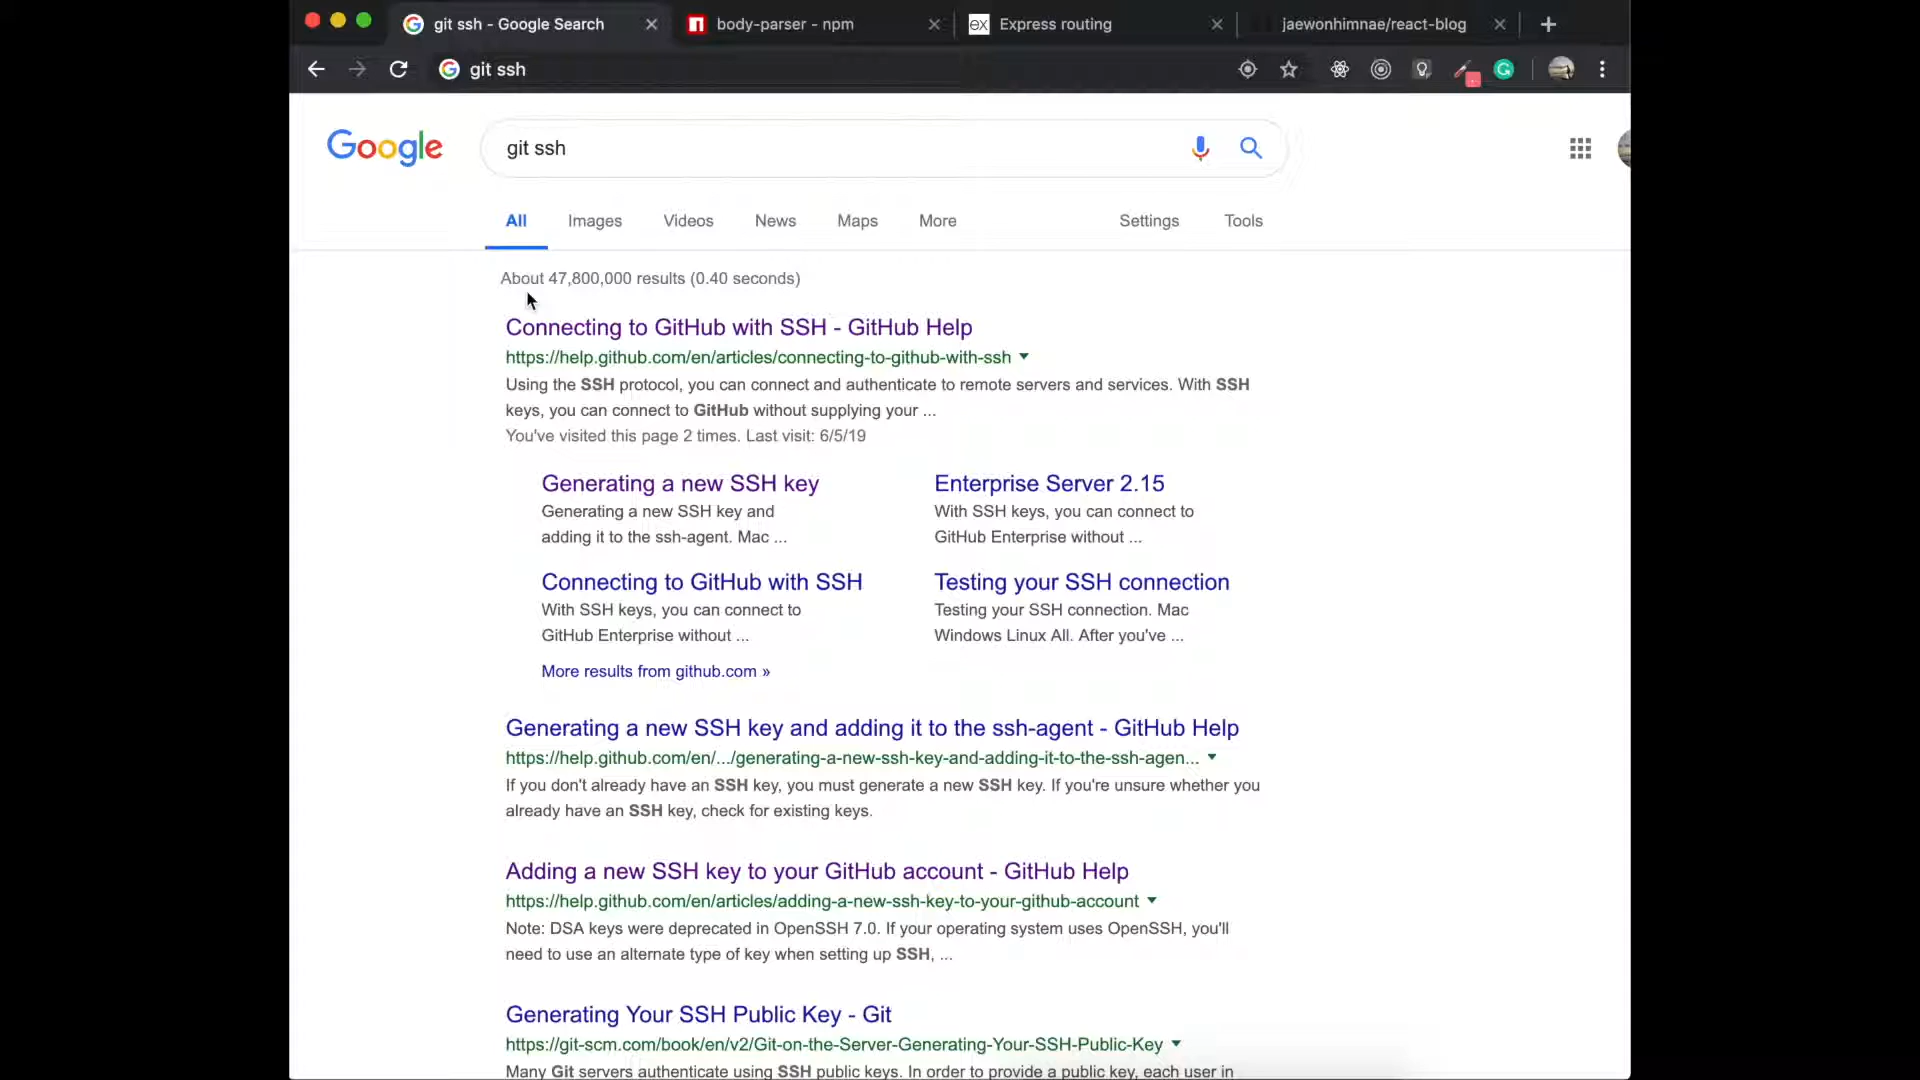 git ssh - Google Search
body-parser - npm
ex Express routing
jaewonhimnae/react-blog
git ssh
Google
git ssh
All Images Videos News Maps More Settings Tools
About 47,800,000 results (0.40 seconds)
Connecting to GitHub with SSH - GitHub Help
https://help.github.com/en/articles/connecting-to-github-with-ssh
Using the SSH protocol, you can connect and authenticate to remote servers and services. With SSH
keys, you can connect to GitHub without supplying your ...
You've visited this page 2 times. Last visit: 6/5/19
Generating a new SSH key
Generating a new SSH key and
adding it to the ssh-agent. Mac ...
Enterprise Server 2.15
With SSH keys, you can connect to
GitHub Enterprise without ...
Connecting to GitHub with SSH
With SSH keys, you can connect to
GitHub Enterprise without ...
Testing your SSH connection
Testing your SSH connection. Mac
Windows Linux All. After you've ...
More results from github.com »
Generating a new SSH key and adding it to the ssh-agent - GitHub Help
https://help.github.com/en/.../generating-a-new-ssh-key-and-adding-it-to-the-ssh-agen...
If you don't already have an SSH key, you must generate a new SSH key. If you're unsure whether you
already have an SSH key, check for existing keys.
Adding a new SSH key to your GitHub account - GitHub Help
https://help.github.com/en/articles/adding-a-new-ssh-key-to-your-github-account
Note: DSA keys were deprecated in OpenSSH 7.0. If your operating system uses OpenSSH, you'll
need to use an alternate type of key when setting up SSH, ...
Generating Your SSH Public Key - Git
https://git-scm.com/book/en/v2/Git-on-the-Server-Generating-Your-SSH-Public-Key
Many Git servers authenticate using SSH public keys. In order to provide a public key, each user in